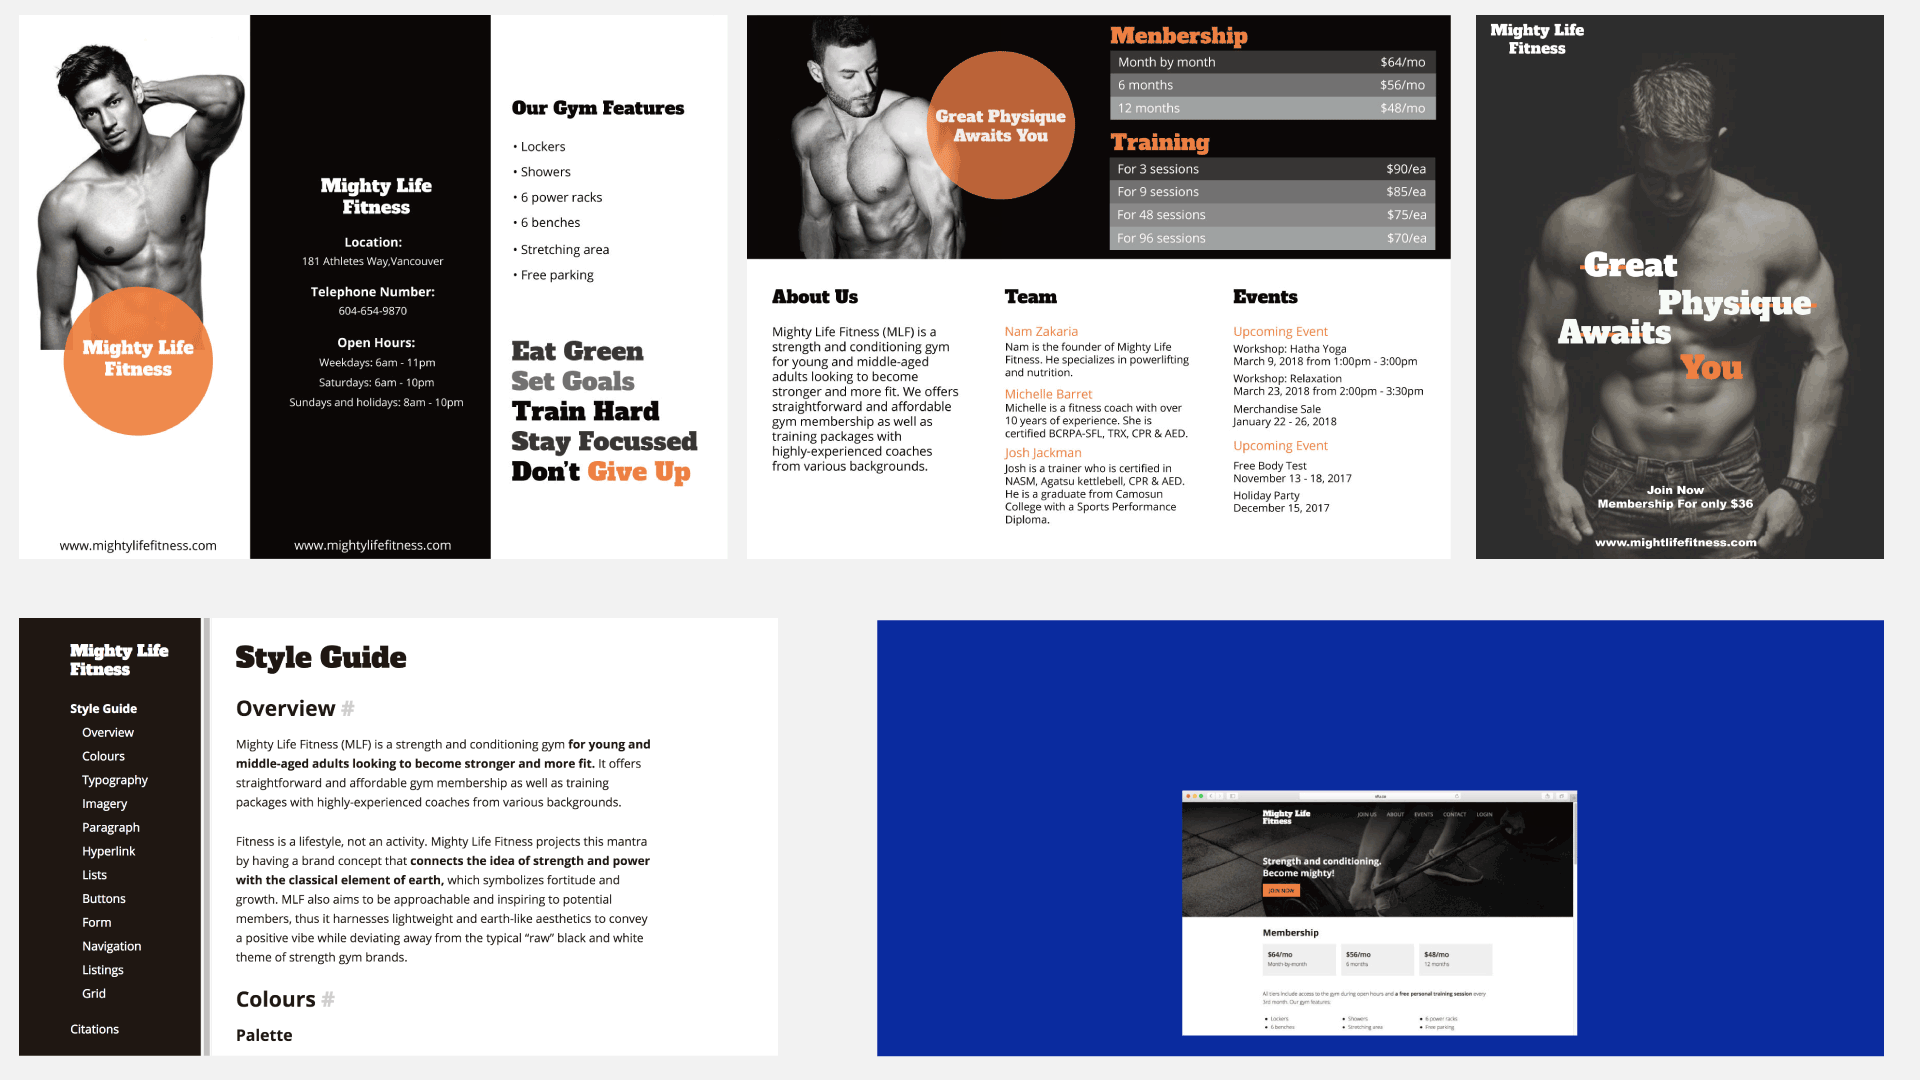 Mighty Life
Fitness
www.mightylifefitness.com
Mighty Life
Fitness
Location:
181 Athletes Way,Vancouver
Telephone Number:
604-654-9870
Open Hours:
Weekdays: 6am - 11pm
Saturdays: 6am - 10pm
Sundays and holidays: 8am - 10pm
www.mightylifefitness.com
Our Gym Features
• Lockers
• Showers
• 6 power racks
• 6 benches
• Stretching area
• Free parking
Eat Green
Set Goals
Train Hard
Stay Focussed
Don't Give Up
Great Physique
Awaits You
Menbership
Month by month $64/mo
6 months $56/mo
12 months $48/mo
Training
For 3 sessions $90/ea
For 9 sessions $85/ea
For 48 sessions $75/ea
For 96 sessions $70/ea
About Us
Mighty Life Fitness (MLF) is a
strength and conditioning gym
for young and middle-aged
adults looking to become
stronger and more fit. We offers
straightforward and affordable
gym membership as well as
training packages with
highly-experienced coaches
from various backgrounds.
Team
Nam Zakaria
Nam is the founder of Mighty Life
Fitness. He specializes in powerlifting
and nutrition.
Michelle Barret
Michelle is a fitness coach with over
10 years of experience. She is
certified BCRPA-SFL, TRX, CPR & AED.
Josh Jackman
Josh is a trainer who is certified in
NASM, Agatsu kettlebell, CPR & AED.
He is a graduate from Camosun
College with a Sports Performance
Diploma.
Events
Upcoming Event
Workshop: Hatha Yoga
March 9, 2018 from 1:00pm - 3:00pm
Workshop: Relaxation
March 23, 2018 from 2:00pm - 3:30pm
Merchandise Sale
January 22 - 26, 2018
Upcoming Event
Free Body Test
November 13 - 18, 2017
Holiday Party
December 15, 2017
Mighty Life
Fitness
Great
Physique
Awaits
You
Join Now
Membership For only $36
www.mightlifefitness.com
Mighty Life
Fitness
Style Guide
Overview
Colours
Typography
Imagery
Paragraph
Hyperlink
Lists
Buttons
Form
Navigation
Listings
Grid
Citations
Style Guide
Overview #
Mighty Life Fitness (MLF) is a strength and conditioning gym for young and
middle-aged adults looking to become stronger and more fit. It offers
straightforward and affordable gym membership as well as training
packages with highly-experienced coaches from various backgrounds.
Fitness is a lifestyle, not an activity. Mighty Life Fitness projects this mantra
by having a brand concept that connects the idea of strength and power
with the classical element of earth, which symbolizes fortitude and
growth. MLF also aims to be approachable and inspiring to potential
members, thus it harnesses lightweight and earth-like aesthetics to convey
a positive vibe while deviating away from the typical “raw” black and white
theme of strength gym brands.
Colours #
Palette
Mighty Life
Fitness
JOIN US ABOUT EVENTS CONTACT LOGIN
Strength and conditioning.
Become mighty!
JOIN NOW
Membership
$64/mo $56/mo $48/mo
Month-by-month 6 months 12 months
All tiers include access to the gym during open hours and a free personal training session every
3rd month. Our gym features:
• Lockers • Showers • 6 power racks
• 6 benches • Stretching area • Free parking